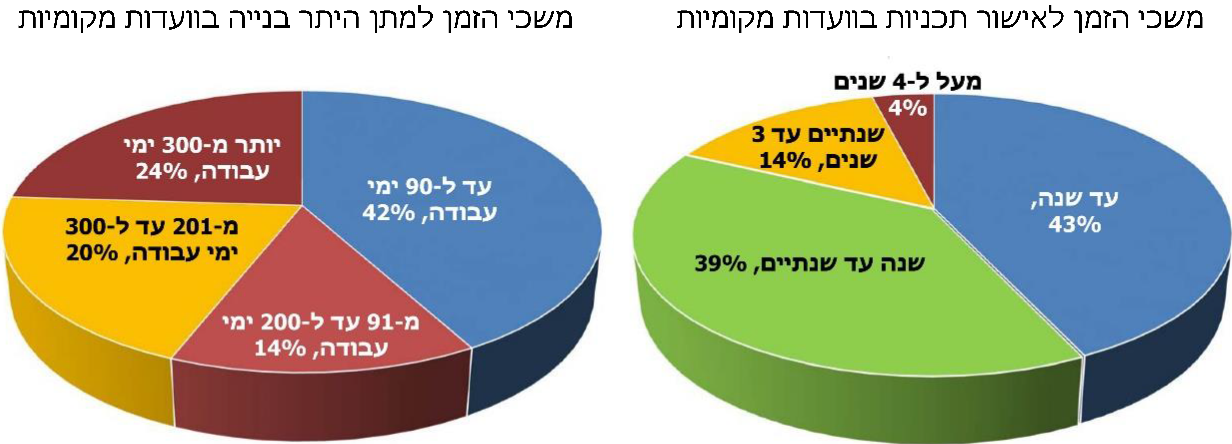 משכי הזמן לאישור תכניות בוועדות מקומיות
מעל ל-4 שנים
4%
שנתיים עד 3
שנים, 14%
עד שנה,
43%
שנה עד שנתיים, 39%
משכי הזמן למתן היתר בנייה בוועדות מקומיות
יותר מ-300 ימי
עבודה, 24%
עד ל-90 ימי
עבודה, 42%
מ-201 עד ל-300
ימי עבודה, 20%
מ-91 עד ל-200 ימי
עבודה, 14%